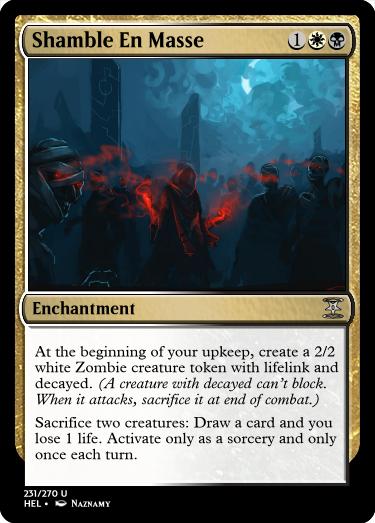 Shamble En Masse 1
Enchantment
At the beginning of your upkeep, create a 2/2
white Zombie creature token with lifelink and
decayed. (A creature with decayed can't block.
When it attacks, sacrifice it at end of combat.)
Sacrifice two creatures: Draw a card and you
lose 1 life. Activate only as a sorcery and only
once each turn.
231/270 U
HEL • Naznamy